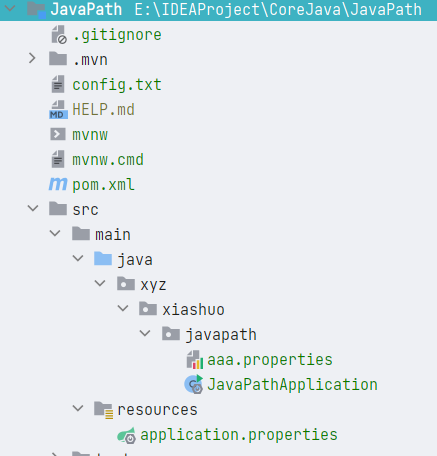 JavaPath E:\IDEAProject\CoreJava\JavaPath
.gitignore
.mvn
config.txt
HELP.md
mvnw
mvnw.cmd
pom.xml
src
main
java
xyz
xiashuo
javapath
aaa.properties
JavaPathApplication
resources
application.properties